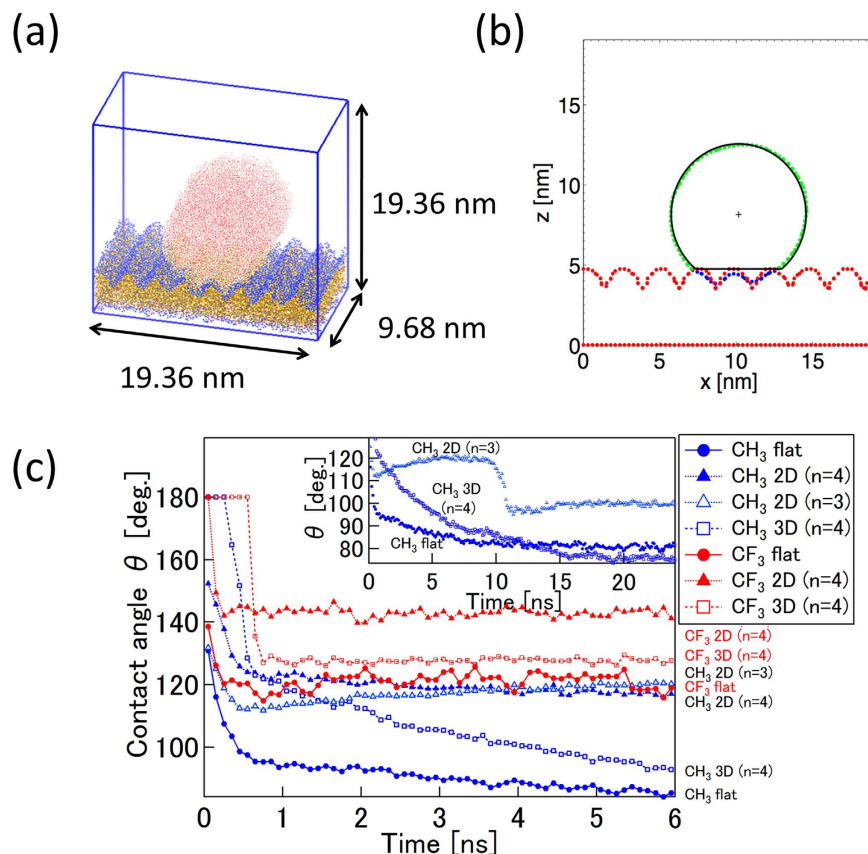 (a)
19.36 nm
9.68 nm
19.36 nm
(b)
z [nm]
15
10
5
0
0 5 10 15
x [nm]
(c)
Contact angle θ [deg.]
180
160
140
120
100
0 1 2 3 4 5 6
Time [ns]
θ [deg.]
120
100
80
0 5 10 15 20
Time [ns]
CH₃ 2D (n=3)
CH₃ 3D
(n=4)
CH₃ flat
CH₃ flat
CH₃ 2D (n=4)
CH₃ 2D (n=3)
CH₃ 3D (n=4)
CF₃ flat
CF₃ 2D (n=4)
CF₃ 3D (n=4)
CF₃ 2D (n=4)
CF₃ 3D (n=4)
CH₃ 2D (n=3)
CF₃ flat
CH₃ 2D (n=4)
CH₃ 3D (n=4)
CH₃ flat